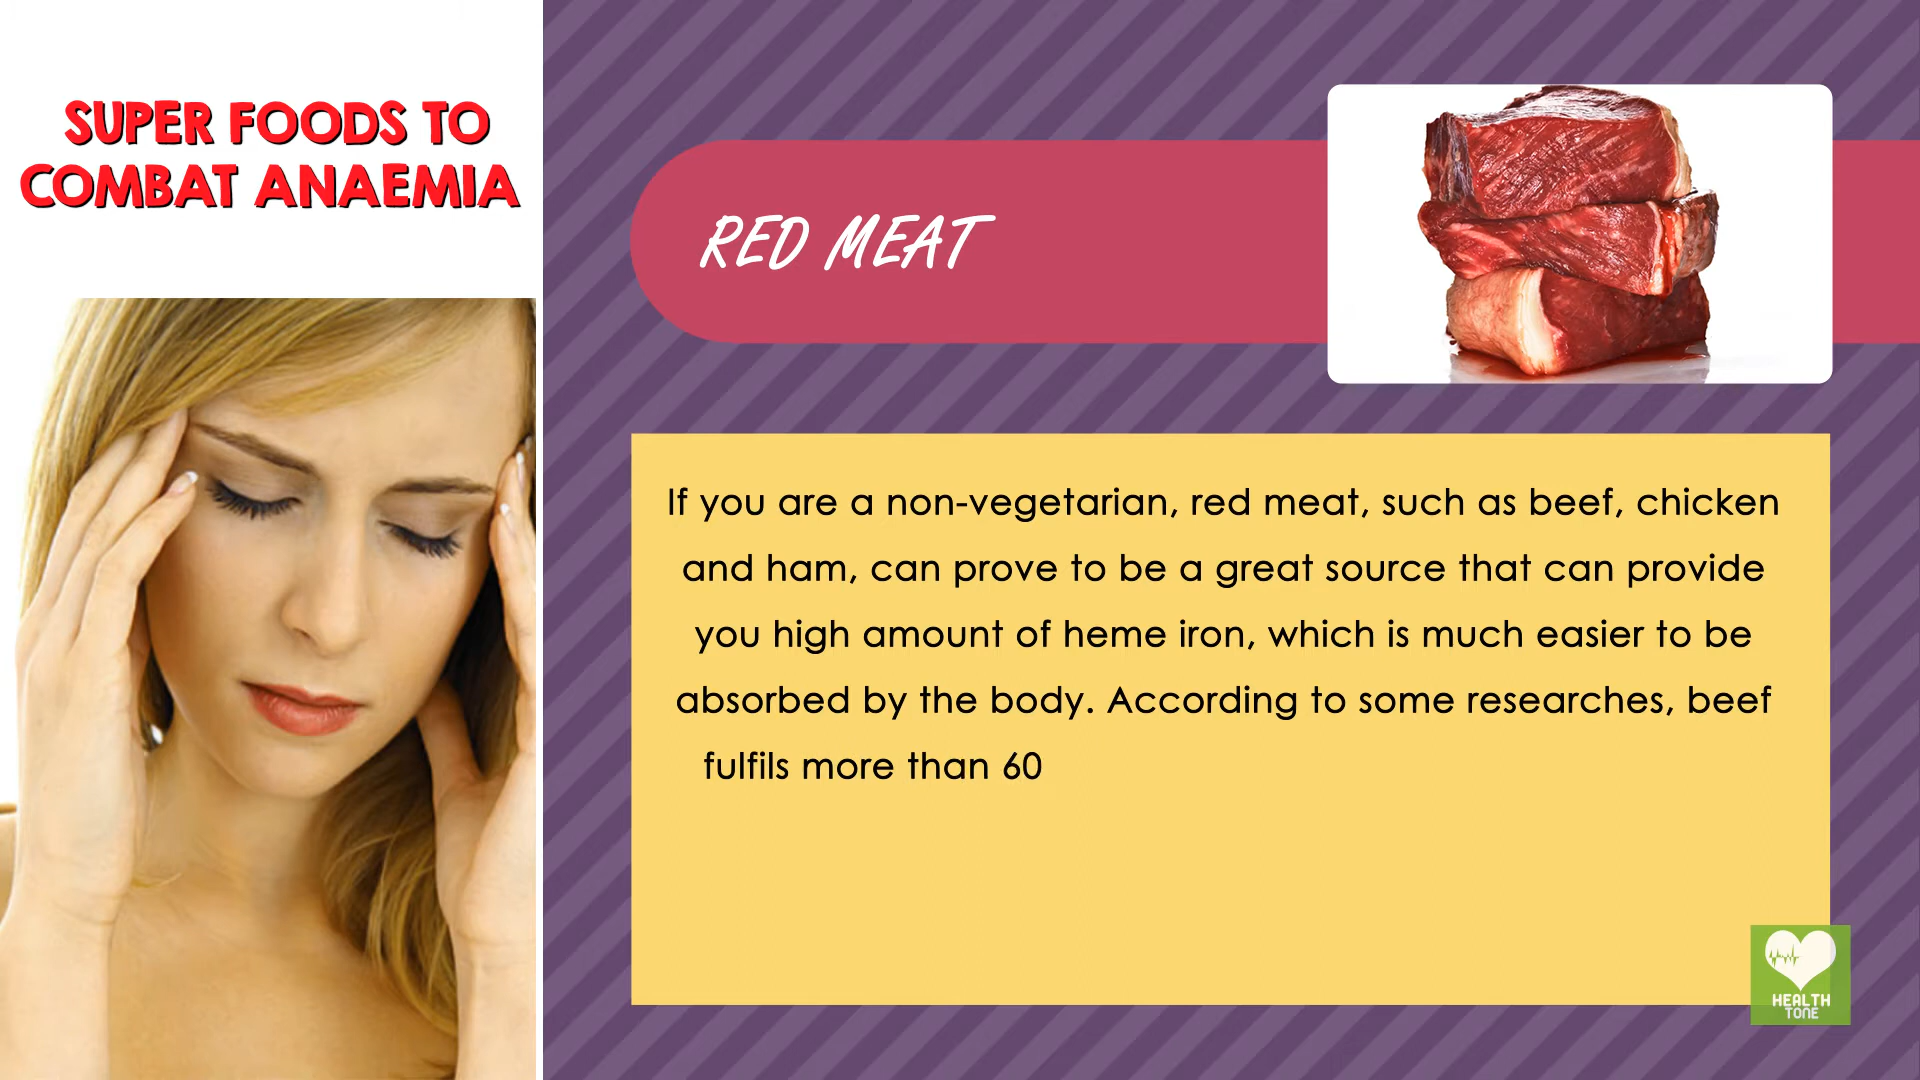 SUPER FOODS TO
COMBAT ANAEMIA
RED MEAT
If you are a non-vegetarian, red meat, such as beef, chicken
and ham, can prove to be a great source that can provide
you high amount of heme iron, which is much easier to be
absorbed by the body. According to some researches, beef
fulfils more than 60
HEALTH
TONE